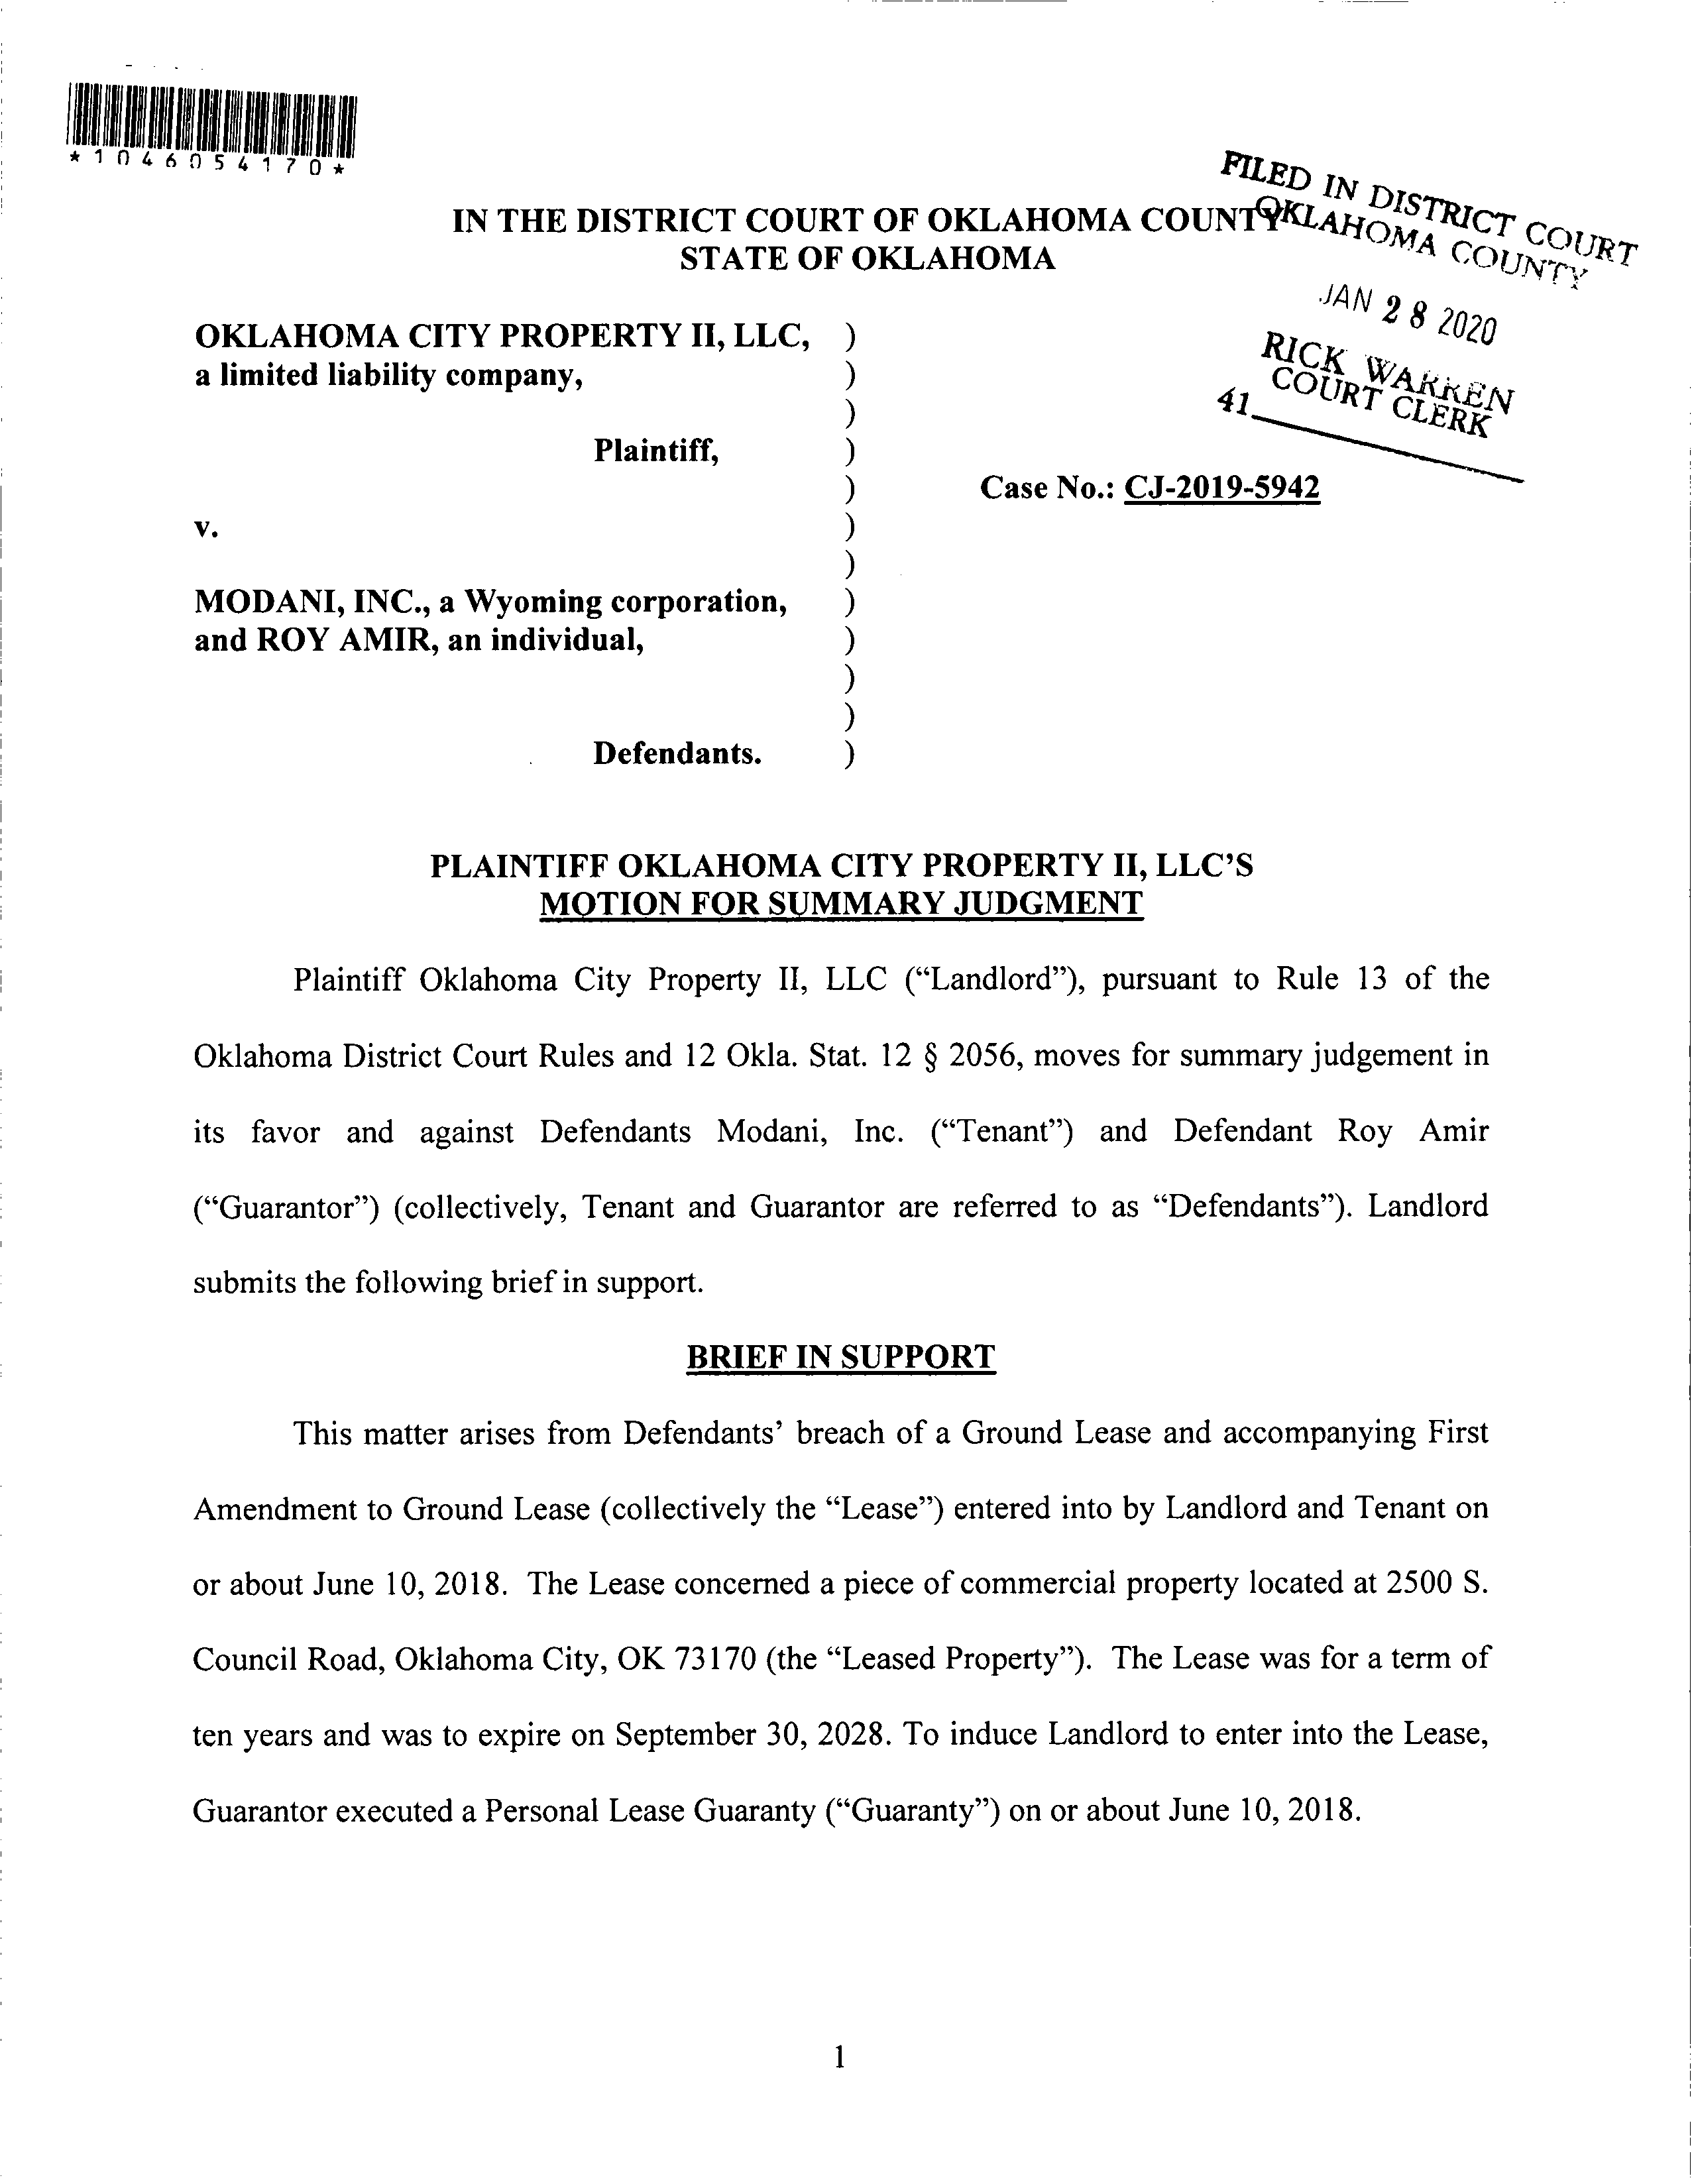 *1046054170*
FILED IN DISTRICT COURT
OKLAHOMA COUNTY
JAN 28 2020
RICK WARREN
COURT CLERK
41
IN THE DISTRICT COURT OF OKLAHOMA COUNTY
STATE OF OKLAHOMA
OKLAHOMA CITY PROPERTY II, LLC, )
a limited liability company, )
)
Plaintiff, )
) Case No.: CJ-2019-5942
v. )
)
MODANI, INC., a Wyoming corporation, )
and ROY AMIR, an individual, )
)
)
Defendants. )
PLAINTIFF OKLAHOMA CITY PROPERTY II, LLC’S
MOTION FOR SUMMARY JUDGMENT
Plaintiff Oklahoma City Property II, LLC (“Landlord”), pursuant to Rule 13 of the
Oklahoma District Court Rules and 12 Okla. Stat. 12 § 2056, moves for summary judgement in
its favor and against Defendants Modani, Inc. (“Tenant”) and Defendant Roy Amir
(“Guarantor”) (collectively, Tenant and Guarantor are referred to as “Defendants”). Landlord
submits the following brief in support.
BRIEF IN SUPPORT
This matter arises from Defendants’ breach of a Ground Lease and accompanying First
Amendment to Ground Lease (collectively the “Lease”) entered into by Landlord and Tenant on
or about June 10, 2018. The Lease concerned a piece of commercial property located at 2500 S.
Council Road, Oklahoma City, OK 73170 (the “Leased Property”). The Lease was for a term of
ten years and was to expire on September 30, 2028. To induce Landlord to enter into the Lease,
Guarantor executed a Personal Lease Guaranty (“Guaranty”) on or about June 10, 2018.
1